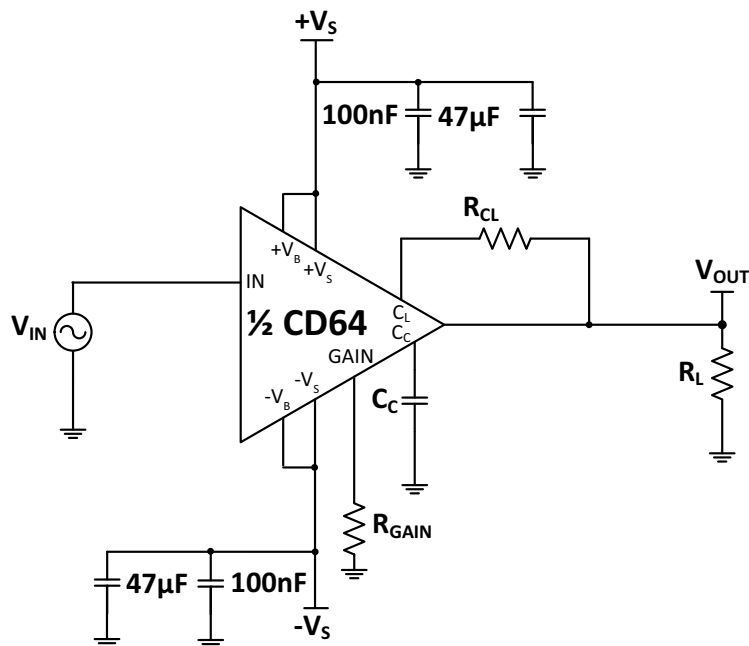 +VS
100nF 47µF
RCL
+VB
+VS
IN
VOUT
VIN
½ CD64
CL
CC
GAIN
-VS
-VB
RL
CC
RGAIN
47µF 100nF
-VS